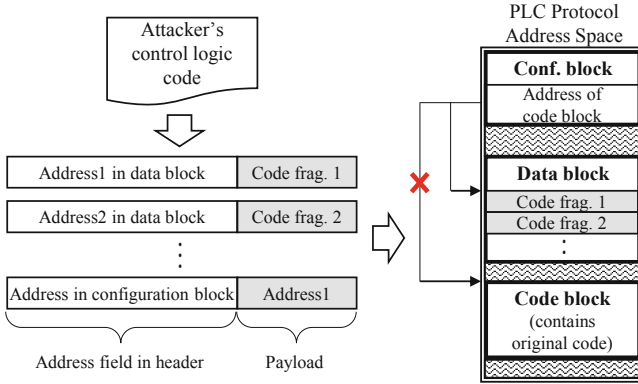 Attacker's
control logic
code
Address1 in data block
Code frag. 1
Address2 in data block
Code frag. 2
⋮
Address in configuration block
Address1
Address field in header
Payload
PLC Protocol
Address Space
Conf. block
Address of
code block
Data block
Code frag. 1
Code frag. 2
⋮
Code block
(contains
original code)